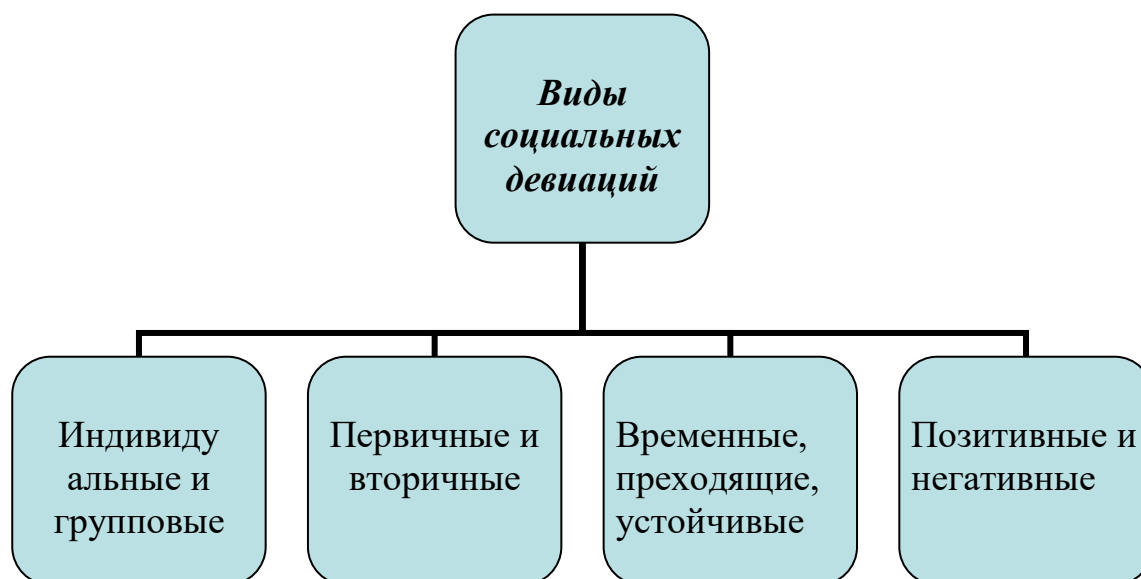 Виды
социальных
девиаций
Индивиду
альные и
групповые
Первичные и
вторичные
Временные,
преходящие,
устойчивые
Позитивные и
негативные